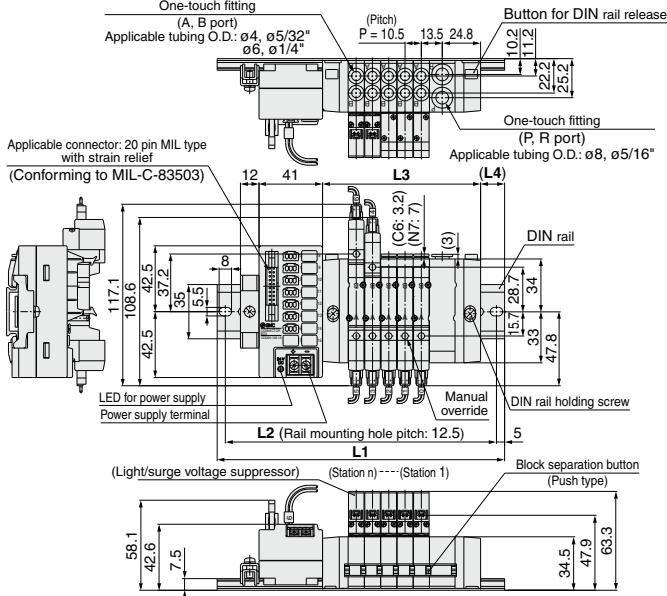 One-touch fitting
(A, B port)
Applicable tubing O.D.: ø4, ø5/32"
ø6, ø1/4"
(Pitch)
P = 10.5
13.5
24.8
10.2
11.2
Button for DIN rail release
22.2
25.2
One-touch fitting
(P, R port)
Applicable tubing O.D.: ø8, ø5/16"
Applicable connector: 20 pin MIL type
with strain relief
(Conforming to MIL-C-83503)
12
41
L3
(L4)
(C6: 3.2)
(N7: 7)
(3)
DIN rail
117.1
108.6
42.5
37.2
35
8
5.5
42.5
28.7
34
15.7
33
47.8
LED for power supply
Power supply terminal
Manual
override
DIN rail holding screw
L2 (Rail mounting hole pitch: 12.5)
5
L1
(Light/surge voltage suppressor)
(Station n) ---- (Station 1)
Block separation button
(Push type)
58.1
42.6
7.5
34.5
47.9
63.3